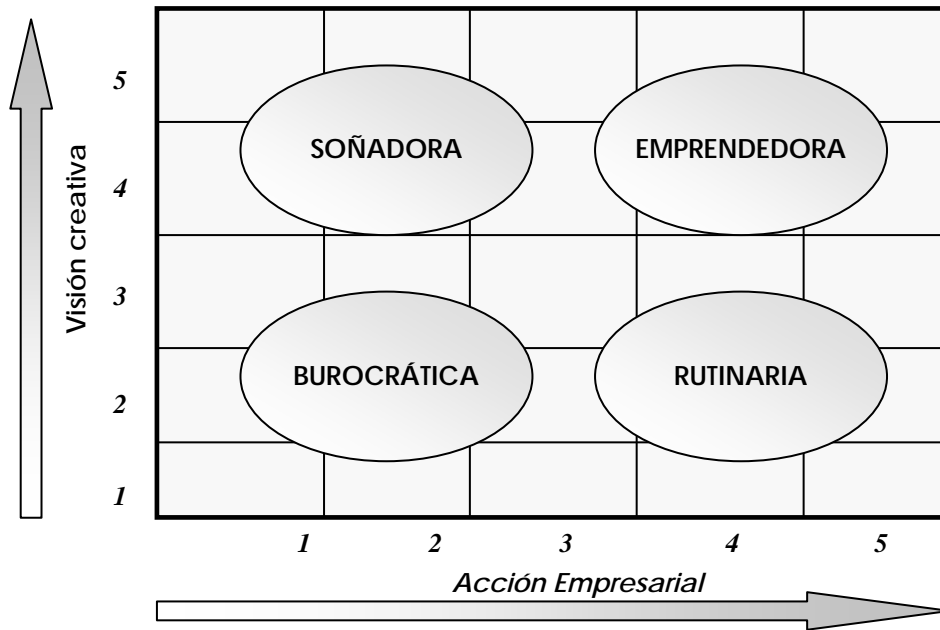 5
SOÑADORA EMPRENDEDORA
4
Visión creativa
3
BUROCRÁTICA RUTINARIA
2
1
1 2 3 4 5
Acción Empresarial